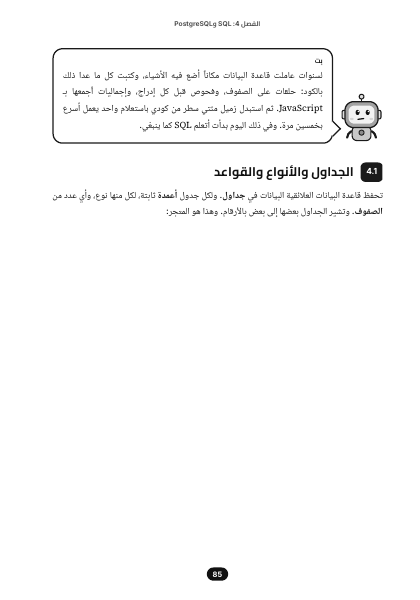 الفصل 4: SQL وPostgreSQL
بِت
لسنوات عاملت قاعدة البيانات مكانًا أضع فيه الأشياء، وكتبت كل ما عدا ذلك
بالكود: حلقات على الصفوف، وفحوص قبل كل إدراج، وإجماليات أجمعها بـ
JavaScript. ثم استبدل زميل مئتي سطر من كودي باستعلام واحد يعمل أسرع
بخمسين مرة. وفي ذلك اليوم بدأت أتعلم SQL كما ينبغي.
4.1 الجداول والأنواع والقواعد
تحفظ قاعدة البيانات العلائقية البيانات في جداول. ولكل جدول أعمدة ثابتة، لكل منها نوع، وأي عدد من
الصفوف. وتشير الجداول بعضها إلى بعض بالأرقام. وهذا هو المتجر:
85